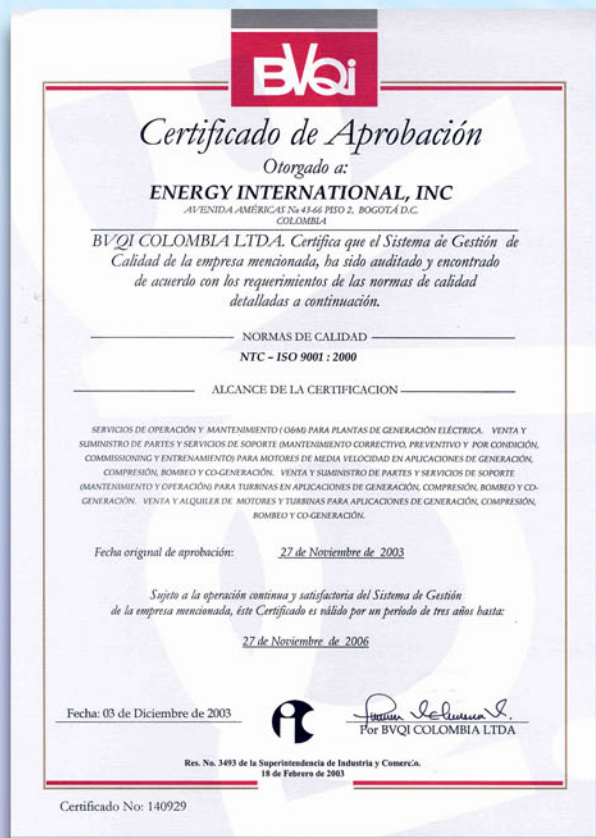 BVQi
Certificado de Aprobación
Otorgado a:
ENERGY INTERNATIONAL, INC
AVENIDA AMÉRICAS No 43-66 PISO 2, BOGOTÁ D.C.
COLOMBIA
BVQI COLOMBIA LTDA. Certifica que el Sistema de Gestión de
Calidad de la empresa mencionada, ha sido auditado y encontrado
de acuerdo con los requerimientos de las normas de calidad
detalladas a continuación.
NORMAS DE CALIDAD
NTC – ISO 9001 : 2000
ALCANCE DE LA CERTIFICACION
SERVICIOS DE OPERACIÓN Y MANTENIMIENTO ( O&M) PARA PLANTAS DE GENERACIÓN ELÉCTRICA. VENTA Y
SUMINISTRO DE PARTES Y SERVICIOS DE SOPORTE (MANTENIMIENTO CORRECTIVO, PREVENTIVO Y POR CONDICIÓN,
COMMISSIONING Y ENTRENAMIENTO) PARA MOTORES DE MEDIA VELOCIDAD EN APLICACIONES DE GENERACIÓN,
COMPRESIÓN, BOMBEO Y CO-GENERACIÓN. VENTA Y SUMINISTRO DE PARTES Y SERVICIOS DE SOPORTE
(MANTENIMIENTO Y OPERACIÓN) PARA TURBINAS EN APLICACIONES DE GENERACIÓN, COMPRESIÓN, BOMBEO Y CO-
GENERACIÓN. VENTA Y ALQUILER DE MOTORES Y TURBINAS PARA APLICACIONES DE GENERACIÓN, COMPRESIÓN,
BOMBEO Y CO-GENERACIÓN.
Fecha original de aprobación: 27 de Noviembre de 2003
Sujeto a la operación continua y satisfactoria del Sistema de Gestión
de la empresa mencionada, éste Certificado es válido por un período de tres años hasta:
27 de Noviembre de 2006
Fecha: 03 de Diciembre de 2003
Por BVQI COLOMBIA LTDA
Res. No. 3493 de la Superintendencia de Industria y Comercio.
18 de Febrero de 2003
Certificado No: 140929